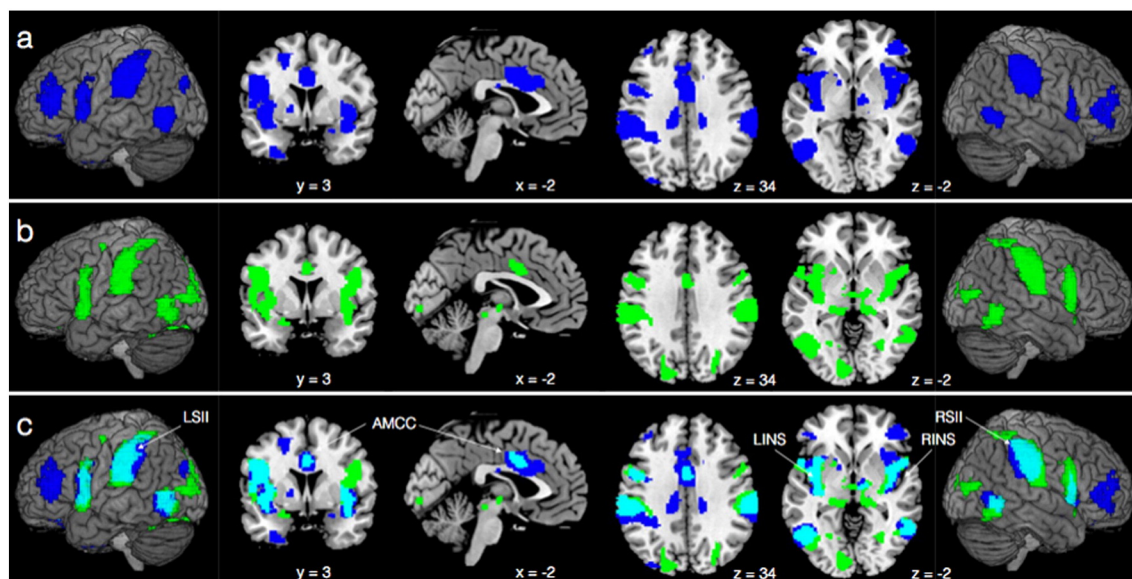 a
y = 3
x = -2
z = 34
z = -2
b
y = 3
x = -2
z = 34
z = -2
c
LSII
AMCC
LINS
RSII
RINS
y = 3
x = -2
z = 34
z = -2